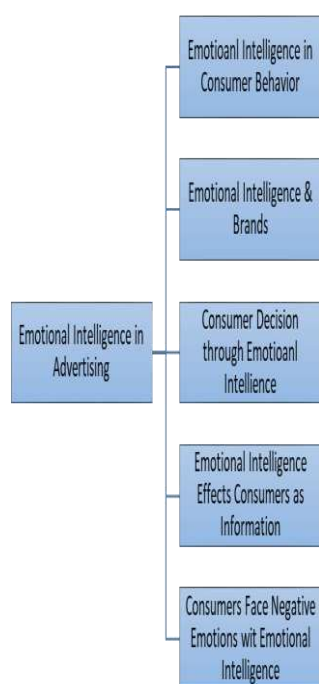 Emotioanl Intelligence in
Consumer Behavior
Emotional Intelligence &
Brands
Emotional Intelligence in
Advertising
Consumer Decision
through Emotioanl
Intellience
Emotional Intelligence
Effects Consumers as
Information
Consumers Face Negative
Emotions wit Emotional
Intelligence